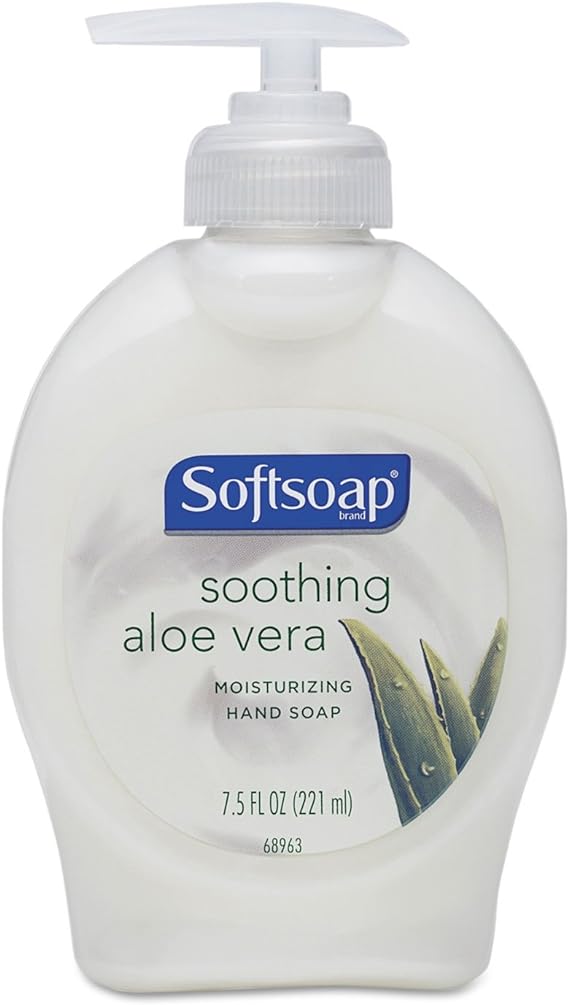 Softsoap®
brand
soothing
aloe vera
MOISTURIZING
HAND SOAP
7.5 FL OZ (221 ml)
68963